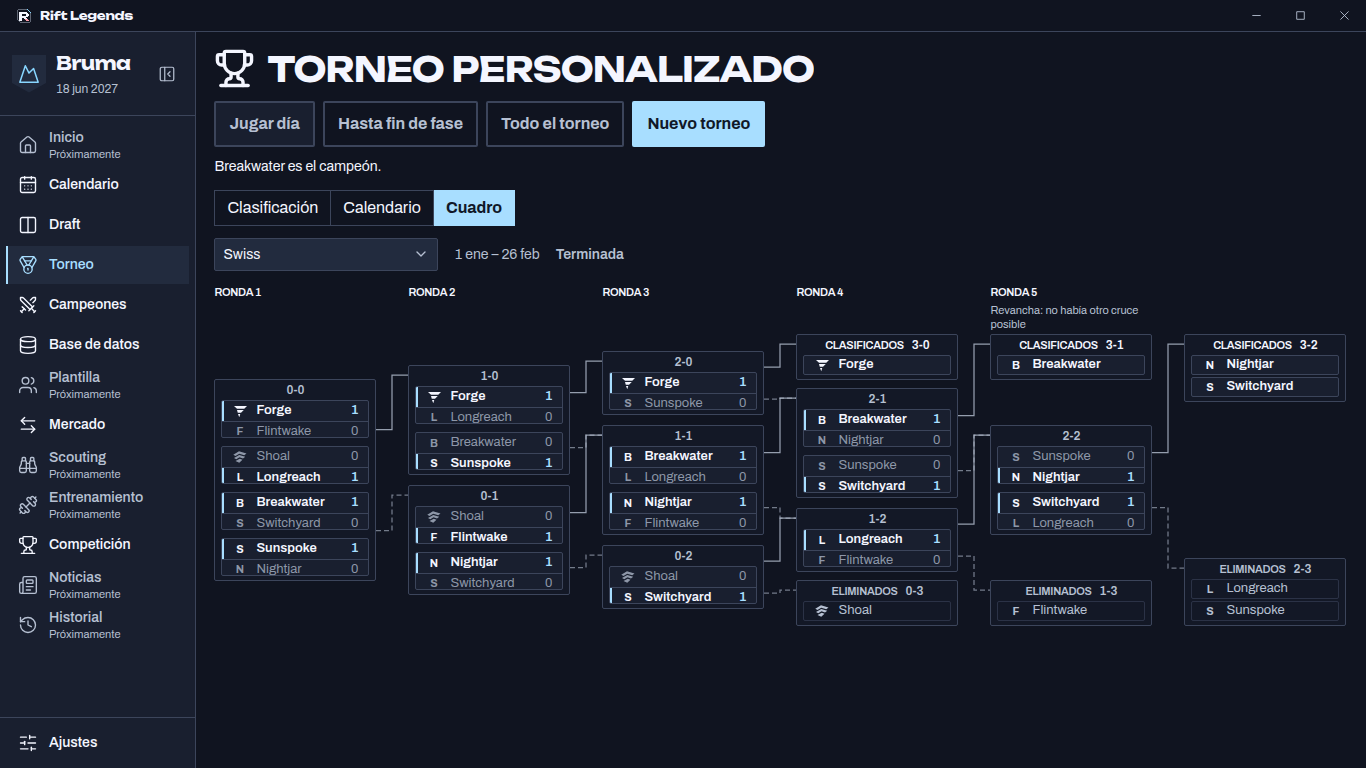 Rift Legends
Bruma
18 jun 2027
Inicio
Próximamente
Calendario
Draft
Torneo
Campeones
Base de datos
Plantilla
Próximamente
Mercado
Scouting
Próximamente
Entrenamiento
Próximamente
Competición
Noticias
Próximamente
Historial
Próximamente
Ajustes
TORNEO PERSONALIZADO
Jugar día
Hasta fin de fase
Todo el torneo
Nuevo torneo
Breakwater es el campeón.
Clasificación
Calendario
Cuadro
Swiss
1 ene – 26 feb
Terminada
RONDA 1
0-0
Forge 1
F Flintwake 0
Shoal 0
L Longreach 1
B Breakwater 1
S Switchyard 0
S Sunspoke 1
N Nightjar 0
RONDA 2
1-0
Forge 1
L Longreach 0
B Breakwater 0
S Sunspoke 1
0-1
Shoal 0
F Flintwake 1
N Nightjar 1
S Switchyard 0
RONDA 3
2-0
Forge 1
S Sunspoke 0
1-1
B Breakwater 1
L Longreach 0
N Nightjar 1
F Flintwake 0
0-2
Shoal 0
S Switchyard 1
RONDA 4
CLASIFICADOS 3-0
Forge
2-1
B Breakwater 1
N Nightjar 0
S Sunspoke 0
S Switchyard 1
1-2
L Longreach 1
F Flintwake 0
ELIMINADOS 0-3
Shoal
RONDA 5
Revancha: no había otro cruce
posible
CLASIFICADOS 3-1
B Breakwater
2-2
S Sunspoke 0
N Nightjar 1
S Switchyard 1
L Longreach 0
ELIMINADOS 1-3
F Flintwake
CLASIFICADOS 3-2
N Nightjar
S Switchyard
ELIMINADOS 2-3
L Longreach
S Sunspoke